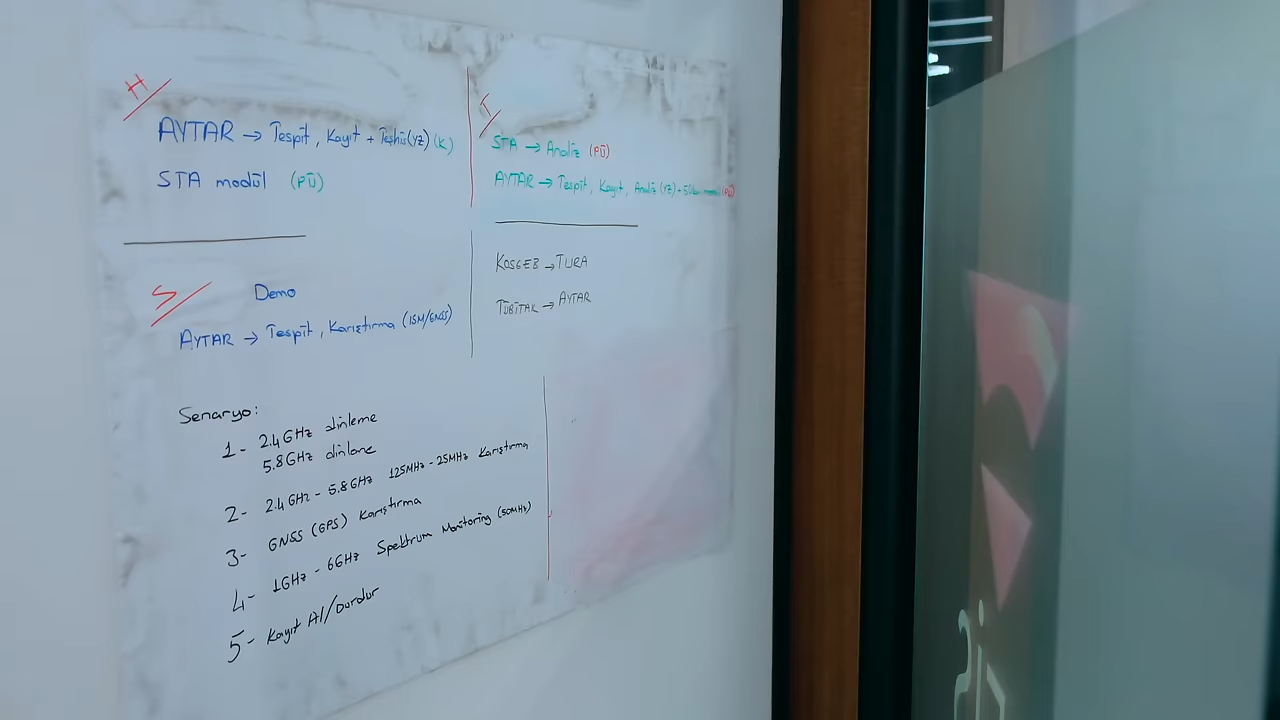 H/
AYTAR → Tespit, Kayıt + Teşhis (YZ) (K)
STA modül (PÜ)
T/
STA → Analiz (PÜ)
AYTAR → Tespit, Kayıt, Analiz (YZ) + (PÜ)
S/
Demo
AYTAR → Tespit, Karıştırma (ISM/GNSS)
KOSGEB → TURA
TÜBİTAK → AYTAR
Senaryo:
1- 2.4GHz dinleme
5.8GHz dinleme
2- 2.4GHz - 5.8GHz 125MHz - 25MHz Karıştırma
3- GNSS (GPS) Karıştırma
4- 1GHz - 6GHz Spektrum Monitoring (50MHz)
5- Kayıt Al/Durdur